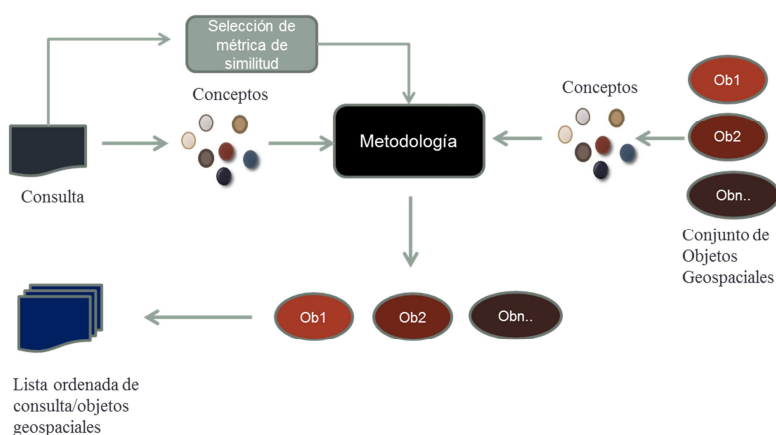 Selección de
métrica de
similitud
Conceptos
Metodología
Conceptos
Ob1
Ob2
Obn..
Consulta
Conjunto de
Objetos
Geospaciales
Ob1
Ob2
Obn..
Lista ordenada de
consulta/objetos
geospaciales